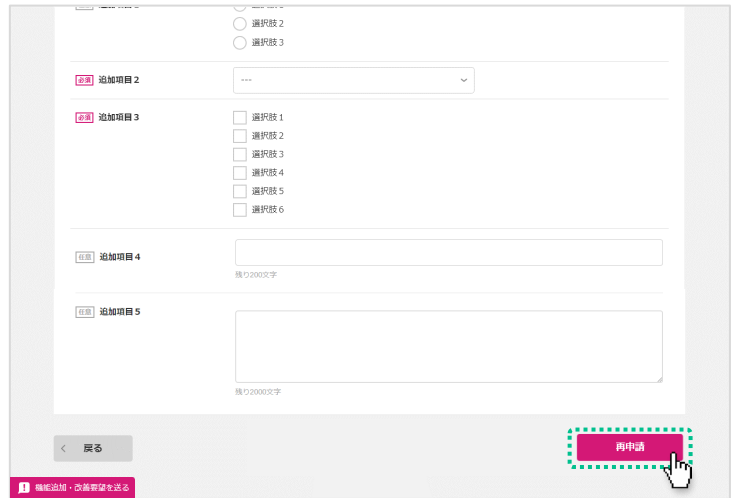 選択肢2
選択肢3
必須 追加項目2
---
必須 追加項目3
選択肢1
選択肢2
選択肢3
選択肢4
選択肢5
選択肢6
任意 追加項目4
残り200文字
任意 追加項目5
残り2000文字
戻る
再申請
機能追加・改善要望を送る